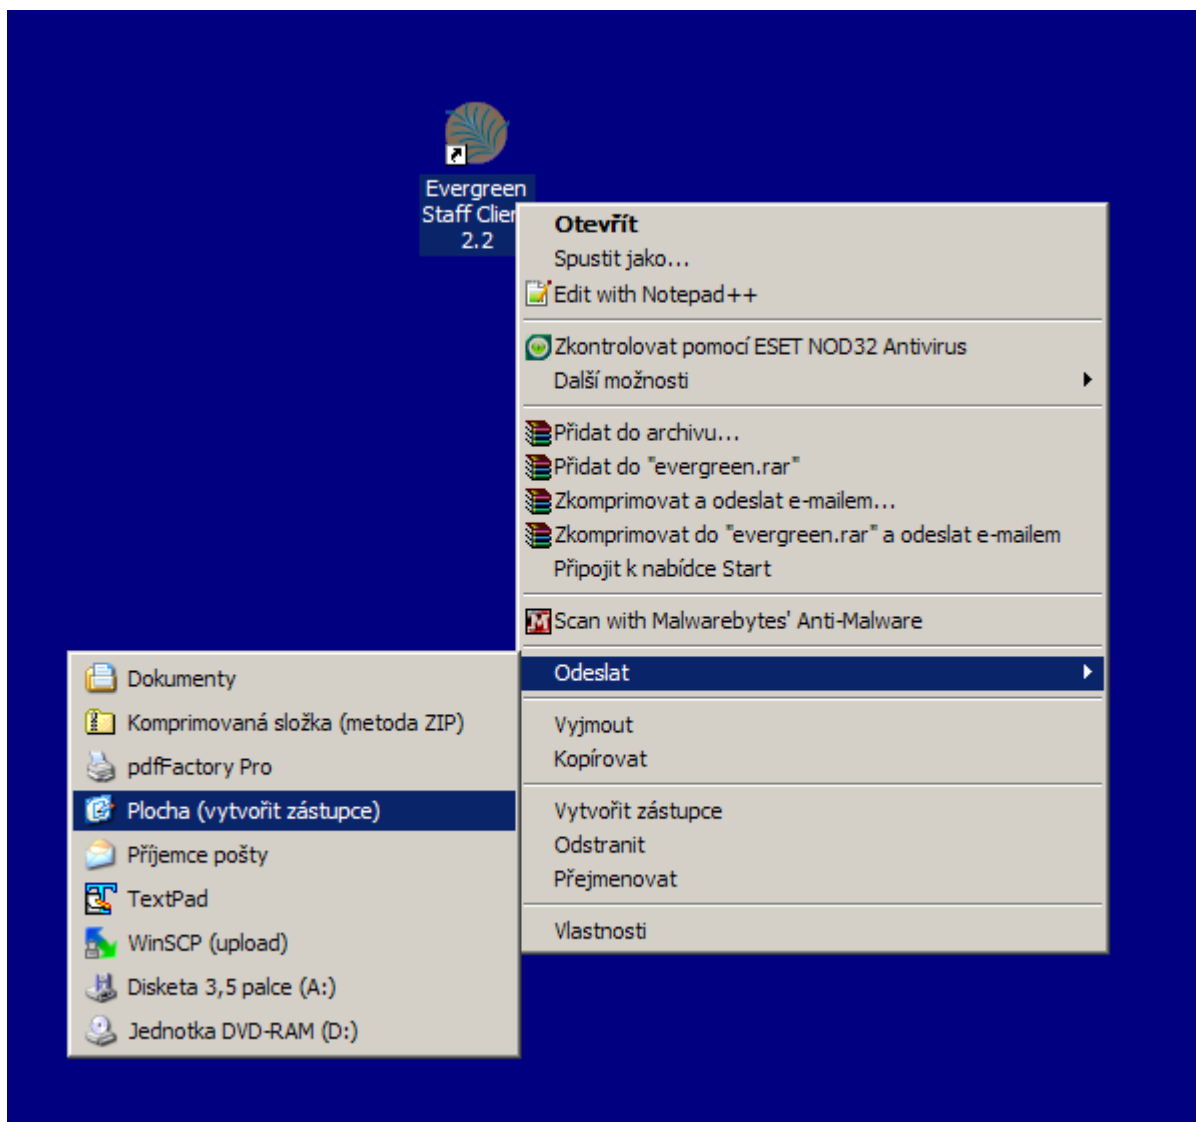 Evergreen
Staff Clien
2.2
Otevřít
Spustit jako...
Edit with Notepad++
Zkontrolovat pomocí ESET NOD32 Antivirus
Další možnosti
Přidat do archivu...
Přidat do "evergreen.rar"
Zkomprimovat a odeslat e-mailem...
Zkomprimovat do "evergreen.rar" a odeslat e-mailem
Připojit k nabídce Start
Scan with Malwarebytes' Anti-Malware
Odeslat
Vyjmout
Kopírovat
Vytvořit zástupce
Odstranit
Přejmenovat
Vlastnosti
Dokumenty
Komprimovaná složka (metoda ZIP)
pdfFactory Pro
Plocha (vytvořit zástupce)
Příjemce pošty
TextPad
WinSCP (upload)
Disketa 3,5 palce (A:)
Jednotka DVD-RAM (D:)